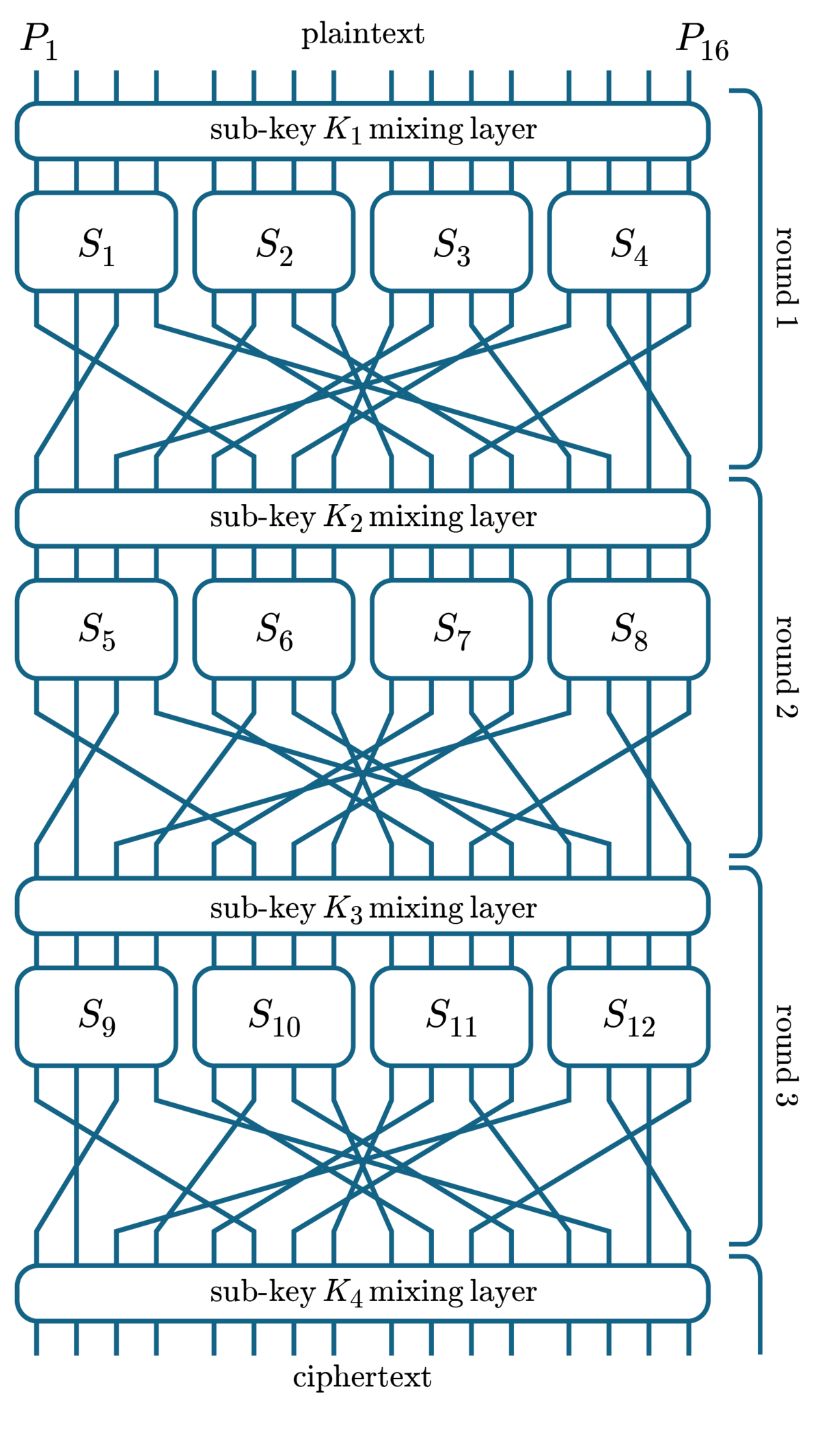 P₁ plaintext P₁₆
sub-key K₁ mixing layer
S₁ S₂ S₃ S₄
round 1
sub-key K₂ mixing layer
S₅ S₆ S₇ S₈
round 2
sub-key K₃ mixing layer
S₉ S₁₀ S₁₁ S₁₂
round 3
sub-key K₄ mixing layer
ciphertext